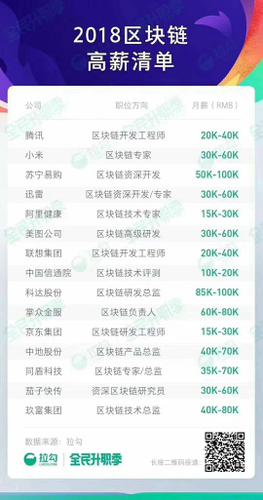 2018区块链
高薪清单
公司 职位方向 月薪（RMB）
腾讯 区块链开发工程师 20K-40K
小米 区块链专家 30K-60K
苏宁易购 区块链资深开发 50K-100K
迅雷 区块链资深开发/专家 30K-60K
阿里健康 区块链技术专家 15K-30K
美图公司 区块链高级研发 30K-60K
联想集团 区块链开发工程师 20K-40K
中国信通院 区块链技术评测 10K-20K
科达股份 区块链研发总监 85K-100K
掌众金服 区块链负责人 60K-80K
京东集团 区块链研发工程师 15K-30K
中地股份 区块链产品总监 40K-70K
同盾科技 区块链专家/总监 35K-70K
茄子快传 资深区块链研究员 30K-60K
玖富集团 区块链技术总监 40K-80K
数据来源：拉勾
拉勾 全民升职季
长按二维码报道